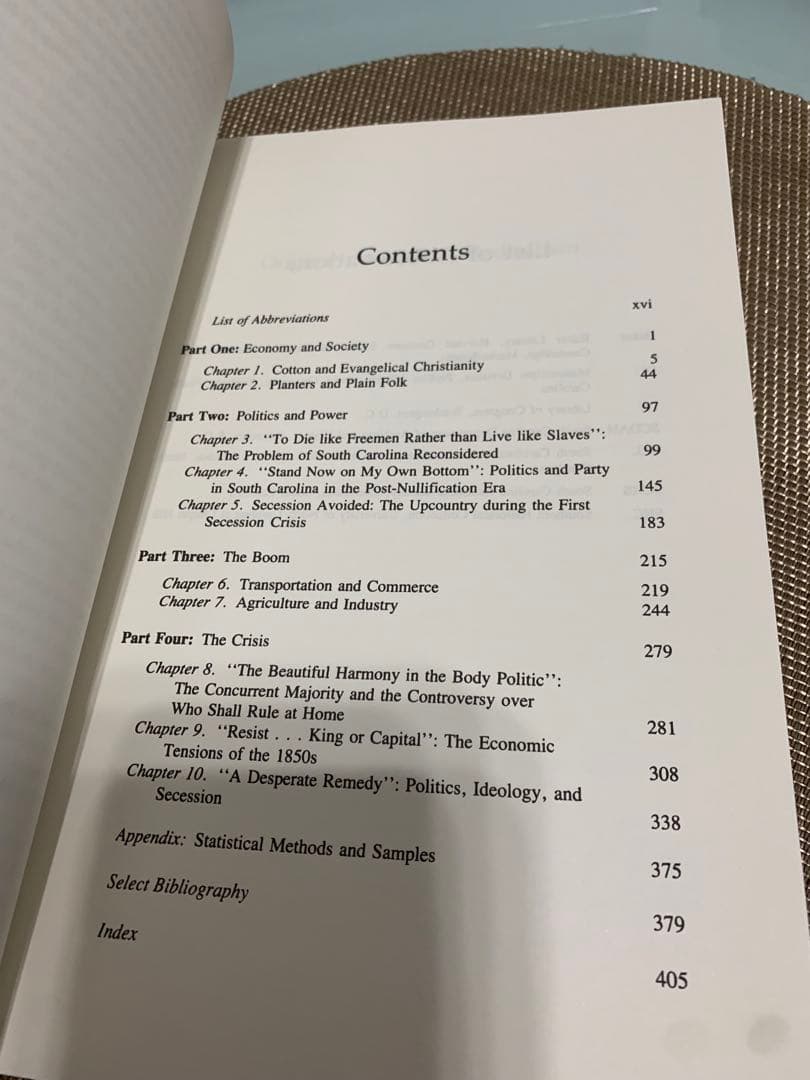 Contents
List of Abbreviations xvi
Part One: Economy and Society 1
Chapter 1. Cotton and Evangelical Christianity 5
Chapter 2. Planters and Plain Folk 44
Part Two: Politics and Power 97
Chapter 3. "To Die like Freemen Rather than Live like Slaves":
The Problem of South Carolina Reconsidered 99
Chapter 4. "Stand Now on My Own Bottom": Politics and Party
in South Carolina in the Post-Nullification Era 145
Chapter 5. Secession Avoided: The Upcountry during the First
Secession Crisis 183
Part Three: The Boom 215
Chapter 6. Transportation and Commerce 219
Chapter 7. Agriculture and Industry 244
Part Four: The Crisis 279
Chapter 8. "The Beautiful Harmony in the Body Politic":
The Concurrent Majority and the Controversy over
Who Shall Rule at Home 281
Chapter 9. "Resist . . . King or Capital": The Economic
Tensions of the 1850s 308
Chapter 10. "A Desperate Remedy": Politics, Ideology, and
Secession 338
Appendix: Statistical Methods and Samples 375
Select Bibliography 379
Index 405